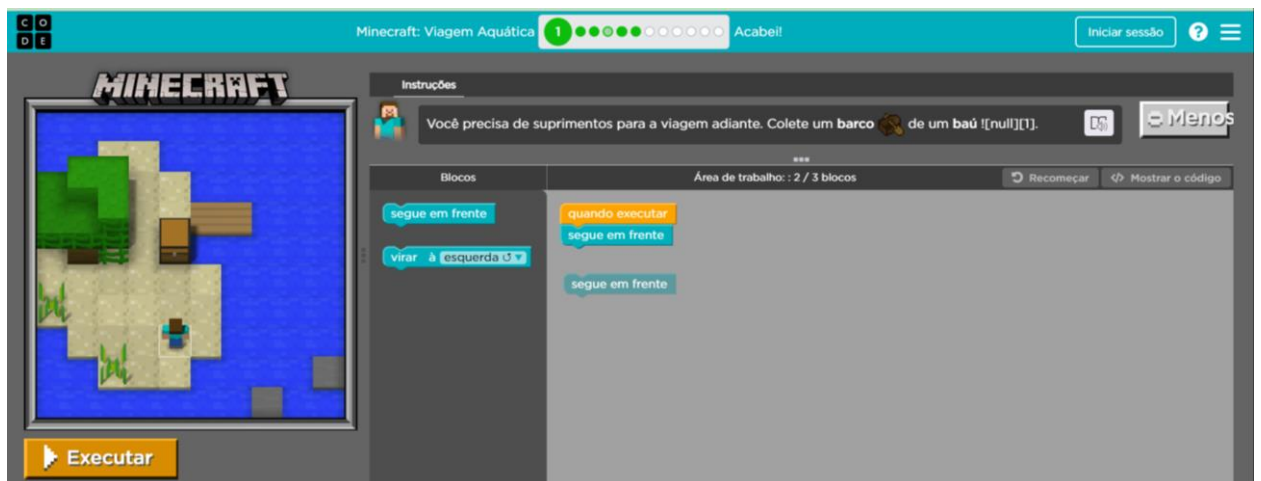 C O
D E
Minecraft: Viagem Aquática
1
Acabei!
Iniciar sessão
?
MINECRAFT
Instruções
Você precisa de suprimentos para a viagem adiante. Colete um barco de um baú ![null][1].
Menos
Blocos
Área de trabalho: : 2 / 3 blocos
Recomeçar
</> Mostrar o código
segue em frente
virar à esquerda ↺ ▾
quando executar
segue em frente
segue em frente
Executar